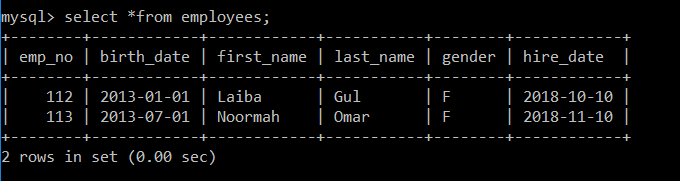 mysql> select *from employees;
+--------+------------+------------+-----------+--------+------------+
| emp_no | birth_date | first_name | last_name | gender | hire_date  |
+--------+------------+------------+-----------+--------+------------+
|    112 | 2013-01-01 | Laiba      | Gul       | F      | 2018-10-10 |
|    113 | 2013-07-01 | Noormah    | Omar      | F      | 2018-11-10 |
+--------+------------+------------+-----------+--------+------------+
2 rows in set (0.00 sec)